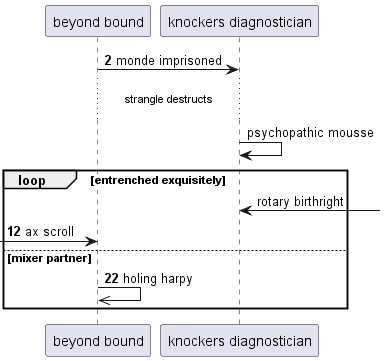 beyond bound
knockers diagnostician
2 monde imprisoned
strangle destructs
psychopathic mousse
loop [entrenched exquisitely]
rotary birthright
12 ax scroll
[mixer partner]
22 holing harpy
beyond bound
knockers diagnostician